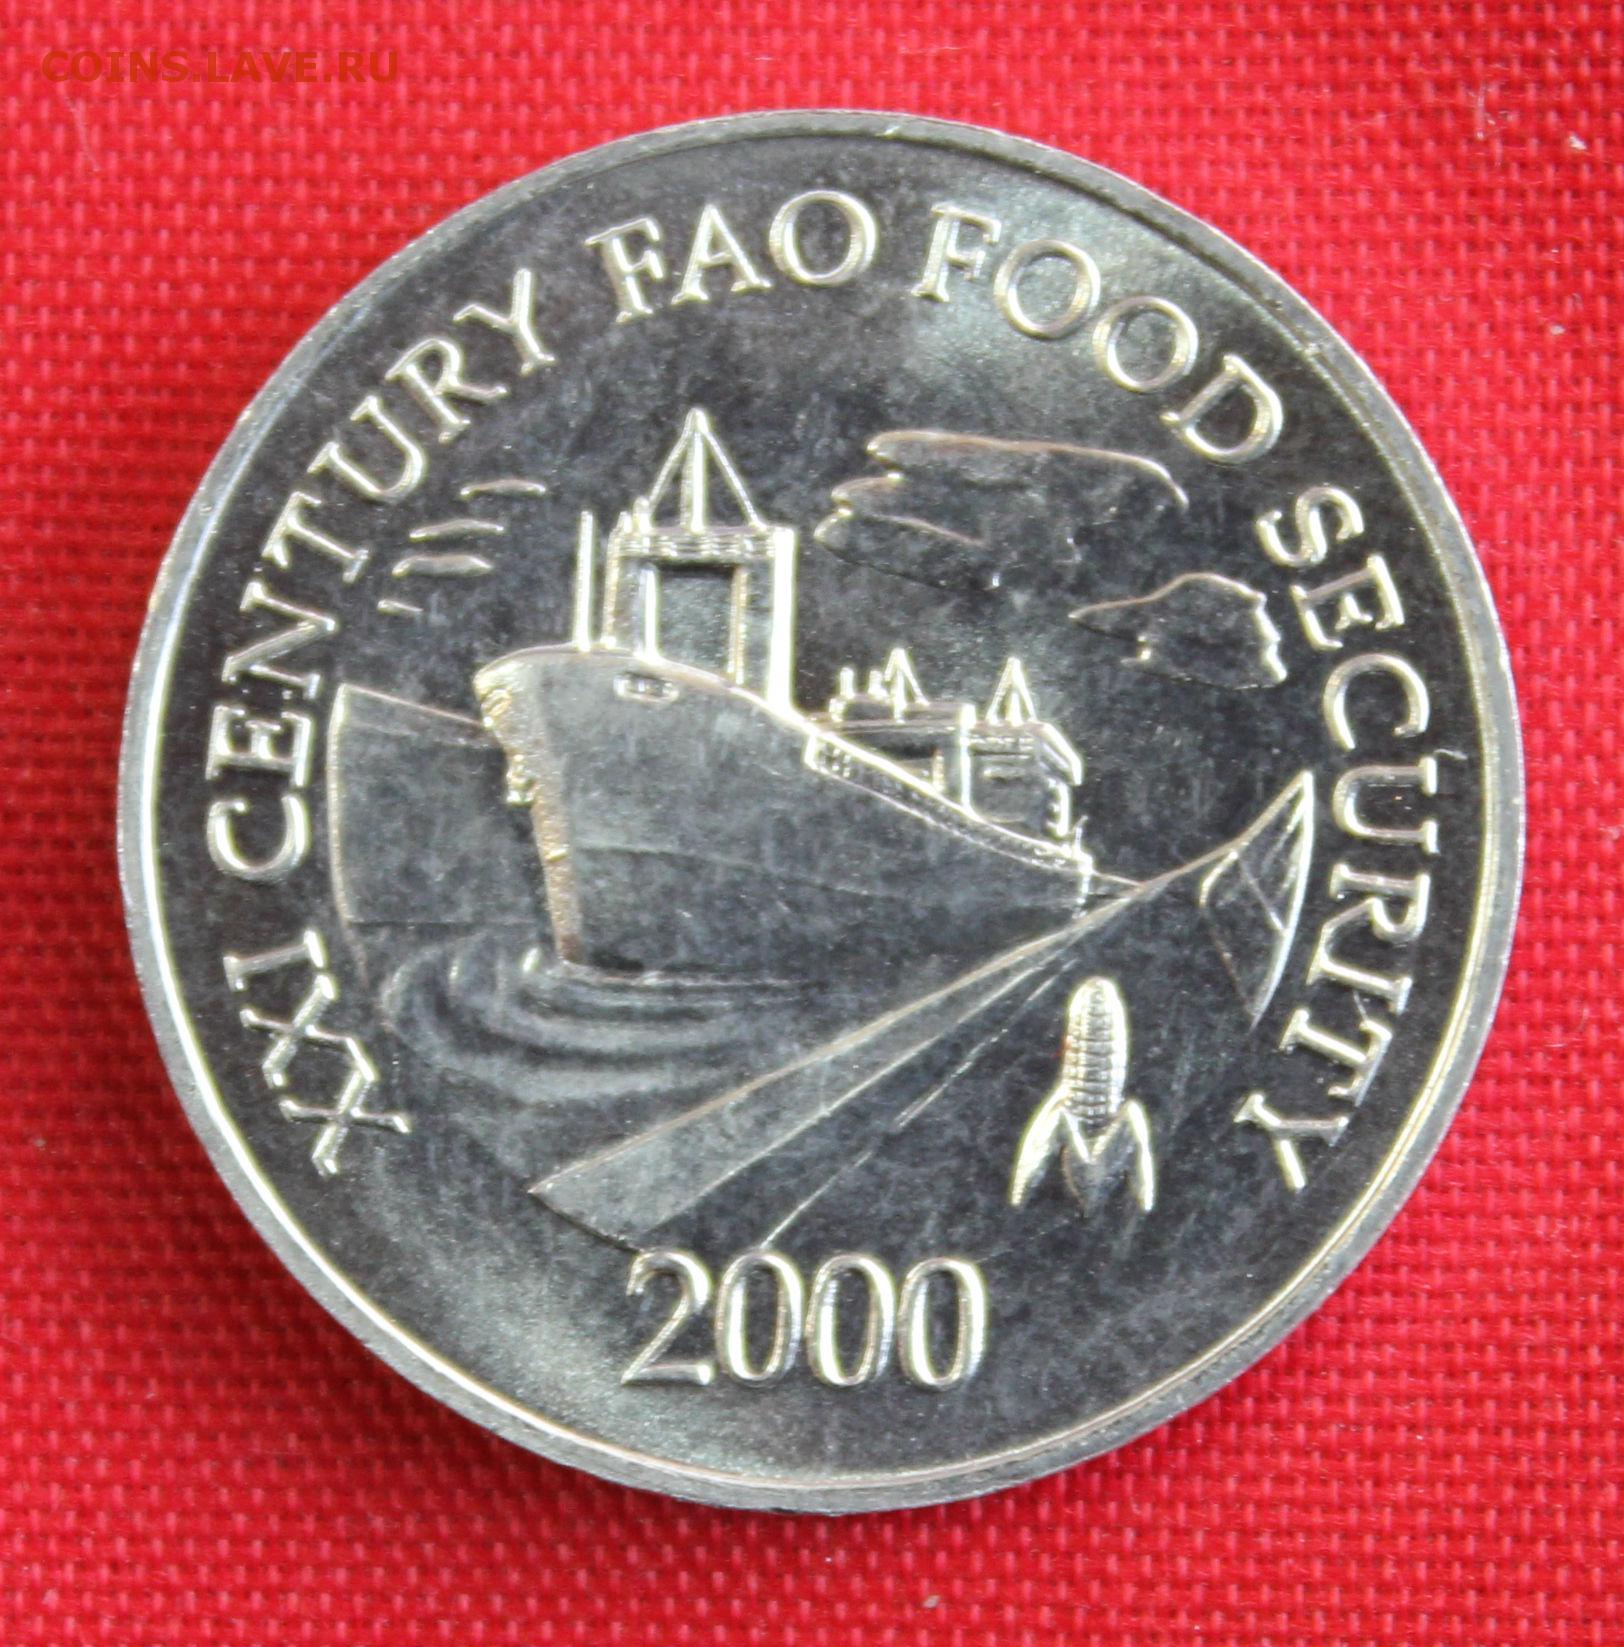 COINS.LAVE.RU
XXI CENTURY FAO FOOD SECURITY
2000